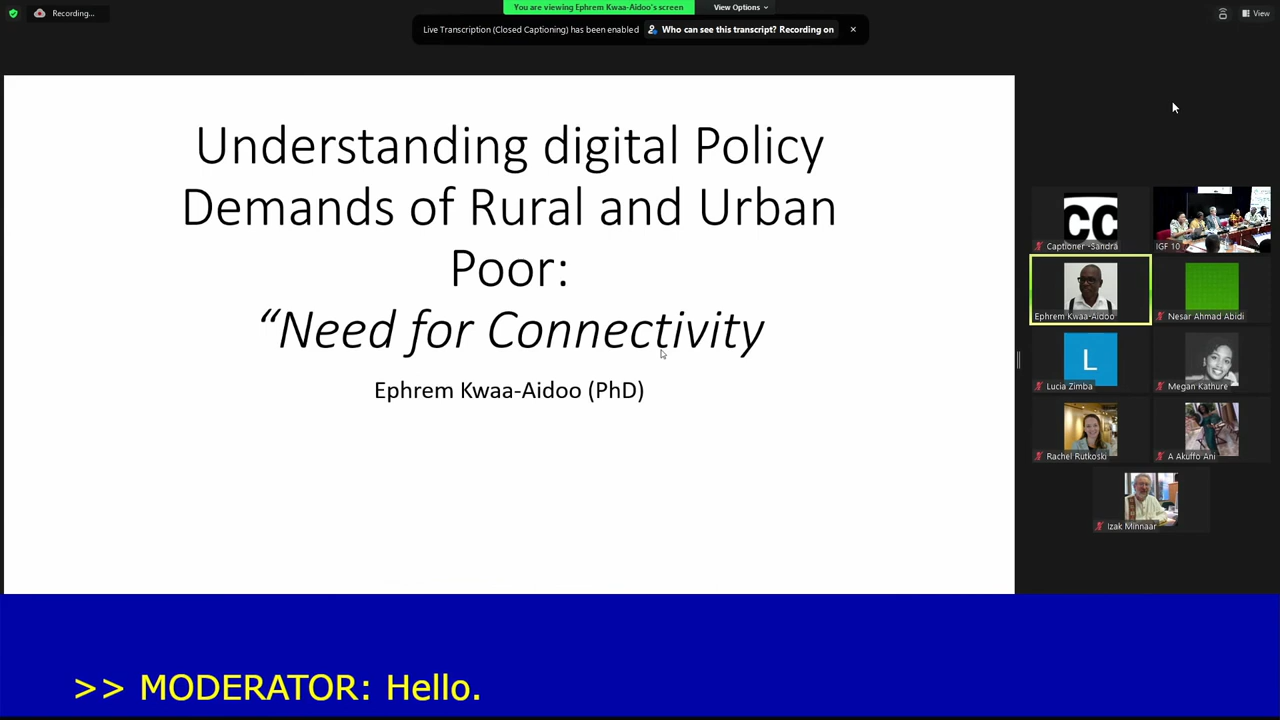 Recording...
You are viewing Ephrem Kwaa-Aidoo's screen
View Options
View
Live Transcription (Closed Captioning) has been enabled
Who can see this transcript? Recording on
Understanding digital Policy
Demands of Rural and Urban
Poor:
“Need for Connectivity
Ephrem Kwaa-Aidoo (PhD)
CC
Captioner -Sandra
IGF 10
Ephrem Kwaa-Aidoo
Nesar Ahmad Abidi
L
Lucia Zimba
Megan Kathure
Rachel Rutkoski
A Akuffo Ani
Izak Minnaar
>> MODERATOR: Hello.